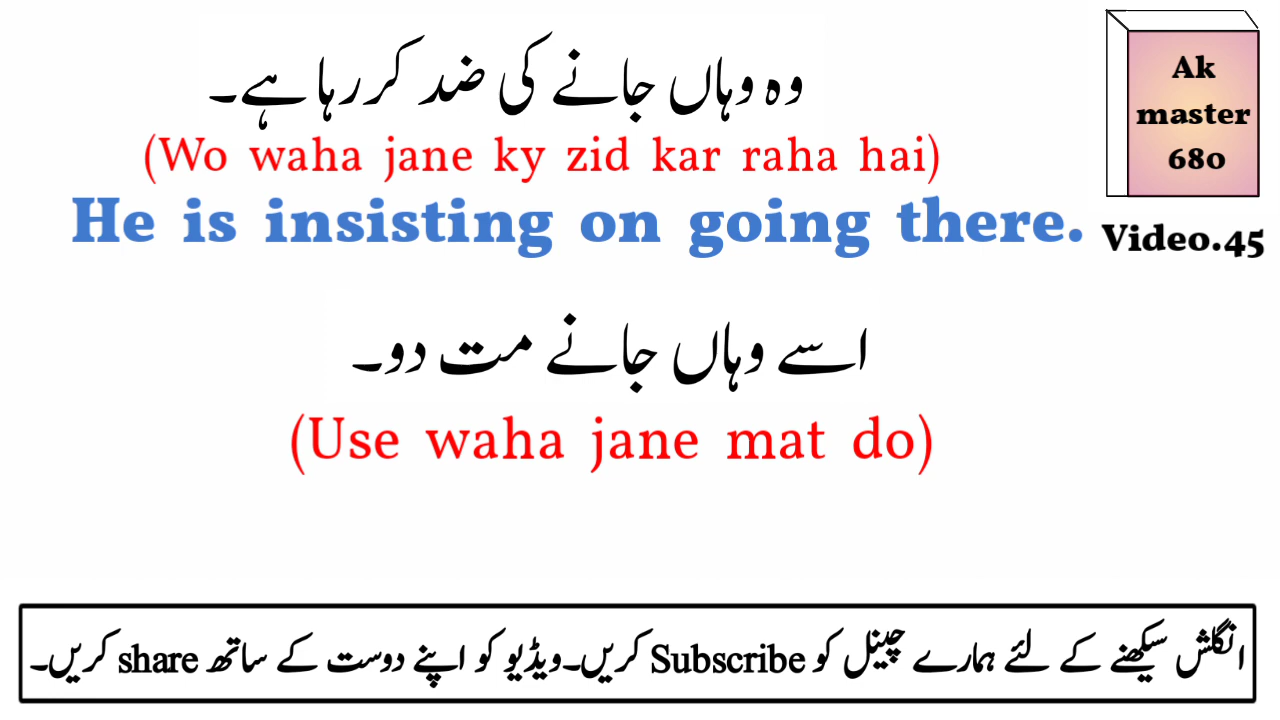 وہ وہاں جانے کی ضد کر رہا ہے۔
(Wo waha jane ky zid kar raha hai)
He is insisting on going there.
Ak
master
680
Video.45
اسے وہاں جانے مت دو۔
(Use waha jane mat do)
انگلش سیکھنے کے لئے ہمارے چینل کو Subscribe کریں۔ویڈیو کو اپنے دوست کے ساتھ share کریں۔